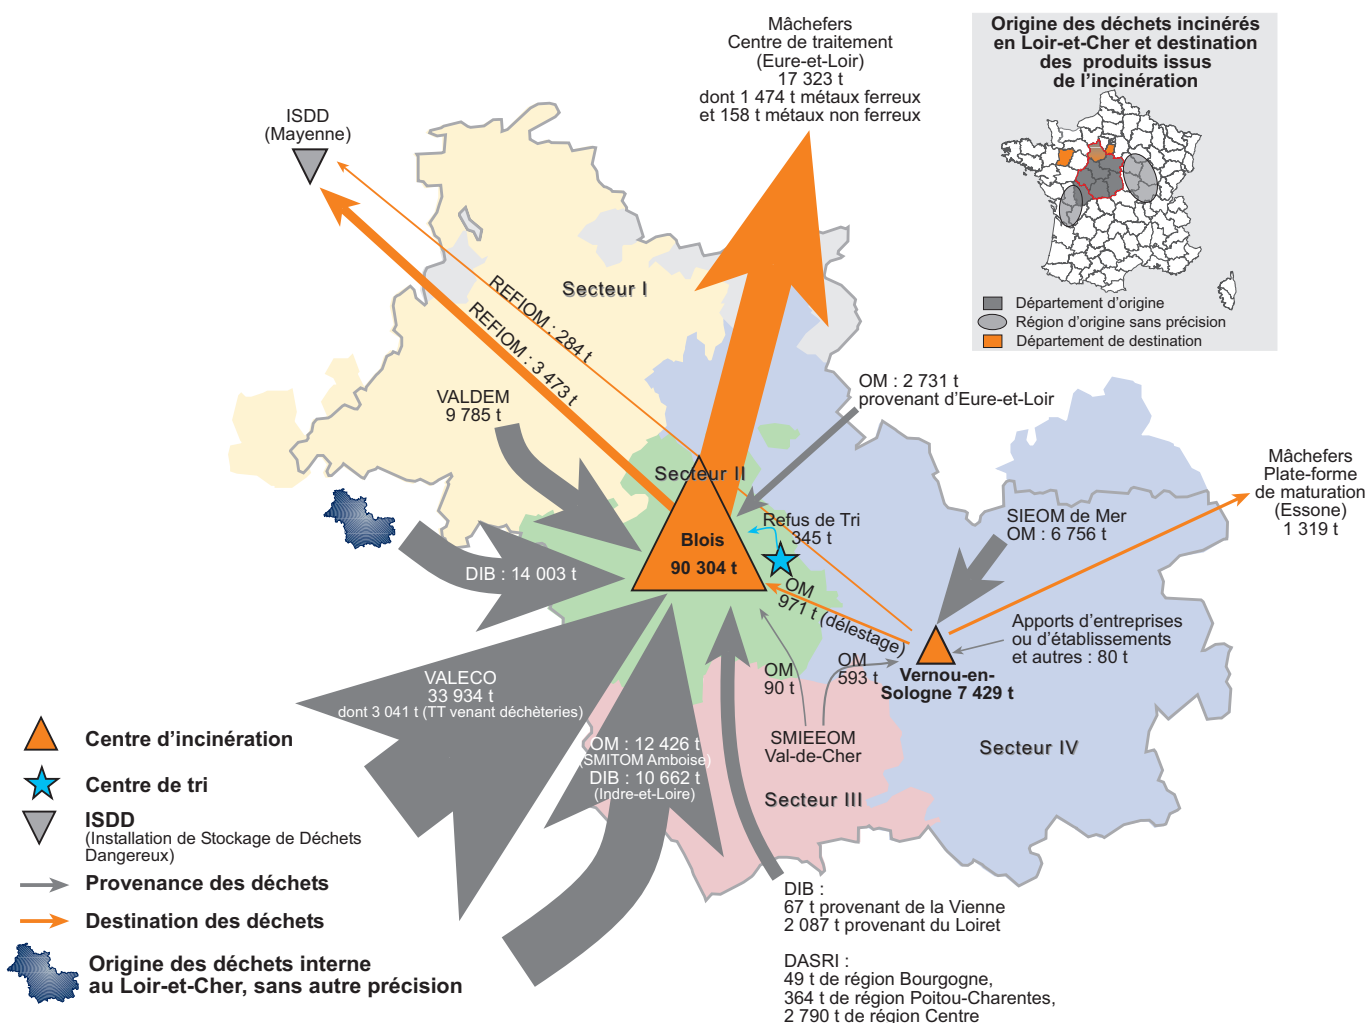 Mâchefers
Centre de traitement
(Eure-et-Loir)
17 323 t
dont 1 474 t métaux ferreux
et 158 t métaux non ferreux
Origine des déchets incinérés
en Loir-et-Cher et destination
des produits issus
de l'incinération
Département d'origine
Région d'origine sans précision
Département de destination
ISDD
(Mayenne)
Secteur I
REFIOM : 284 t
REFIOM : 3 473 t
VALDEM
9 785 t
OM : 2 731 t
provenant d'Eure-et-Loir
Secteur II
Mâchefers
Plate-forme
de maturation
(Essone)
1 319 t
SIEOM de Mer
OM : 6 756 t
Refus de Tri
345 t
Blois
90 304 t
DIB : 14 003 t
OM
971 t (délestage)
Apports d'entreprises
ou d'établissements
et autres : 80 t
OM
593 t
OM
90 t
Vernou-en-
Sologne 7 429 t
VALECO
33 934 t
dont 3 041 t (TT venant déchèteries)
SMIEEOM
Val-de-Cher
Secteur IV
OM : 12 426 t
(SMITOM Amboise)
DIB : 10 662 t
(Indre-et-Loire)
Secteur III
Centre d'incinération
Centre de tri
ISDD
(Installation de Stockage de Déchets
Dangereux)
Provenance des déchets
Destination des déchets
Origine des déchets interne
au Loir-et-Cher, sans autre précision
DIB :
67 t provenant de la Vienne
2 087 t provenant du Loiret
DASRI :
49 t de région Bourgogne,
364 t de région Poitou-Charentes,
2 790 t de région Centre